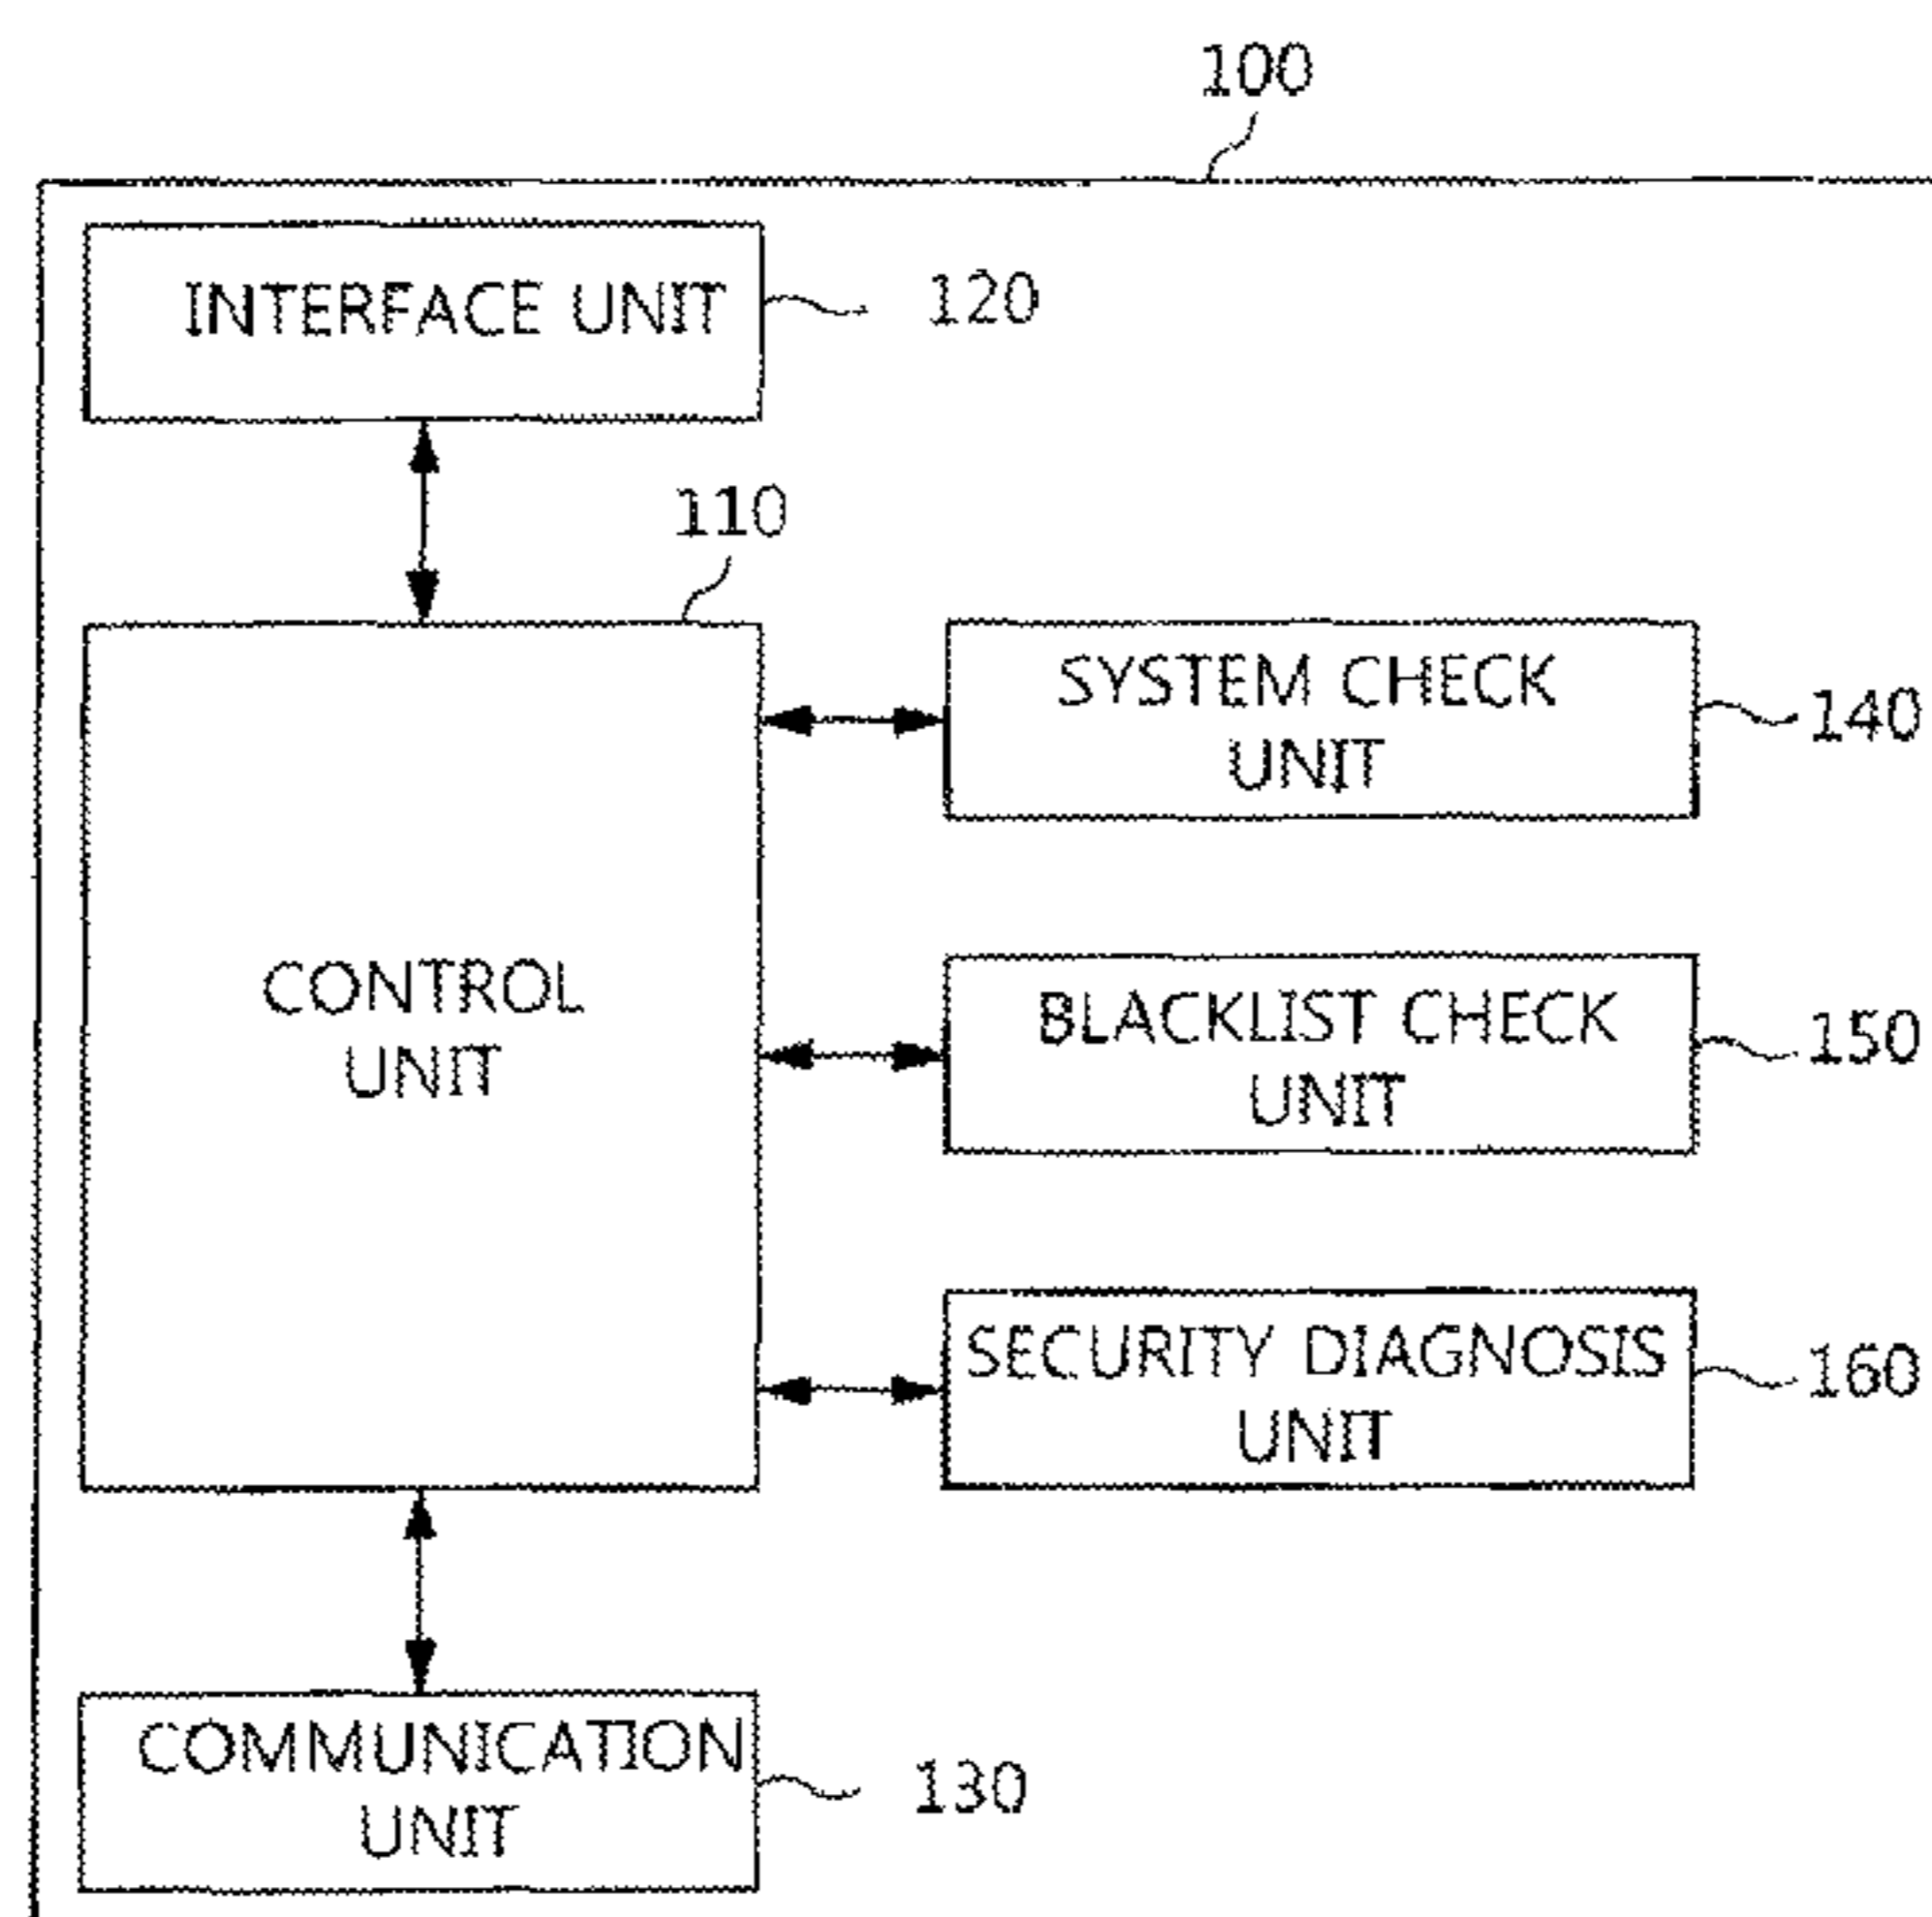 100
INTERFACE UNIT
120
110
SYSTEM CHECK
UNIT
140
CONTROL
UNIT
BLACKLIST CHECK
UNIT
150
SECURITY DIAGNOSIS
UNIT
160
COMMUNICATION
UNIT
130